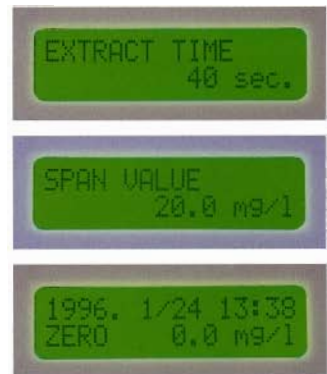 EXTRACT TIME
40 sec.
SPAN VALUE
20.0 mg/l
1996. 1/24 13:38
ZERO 0.0 mg/l